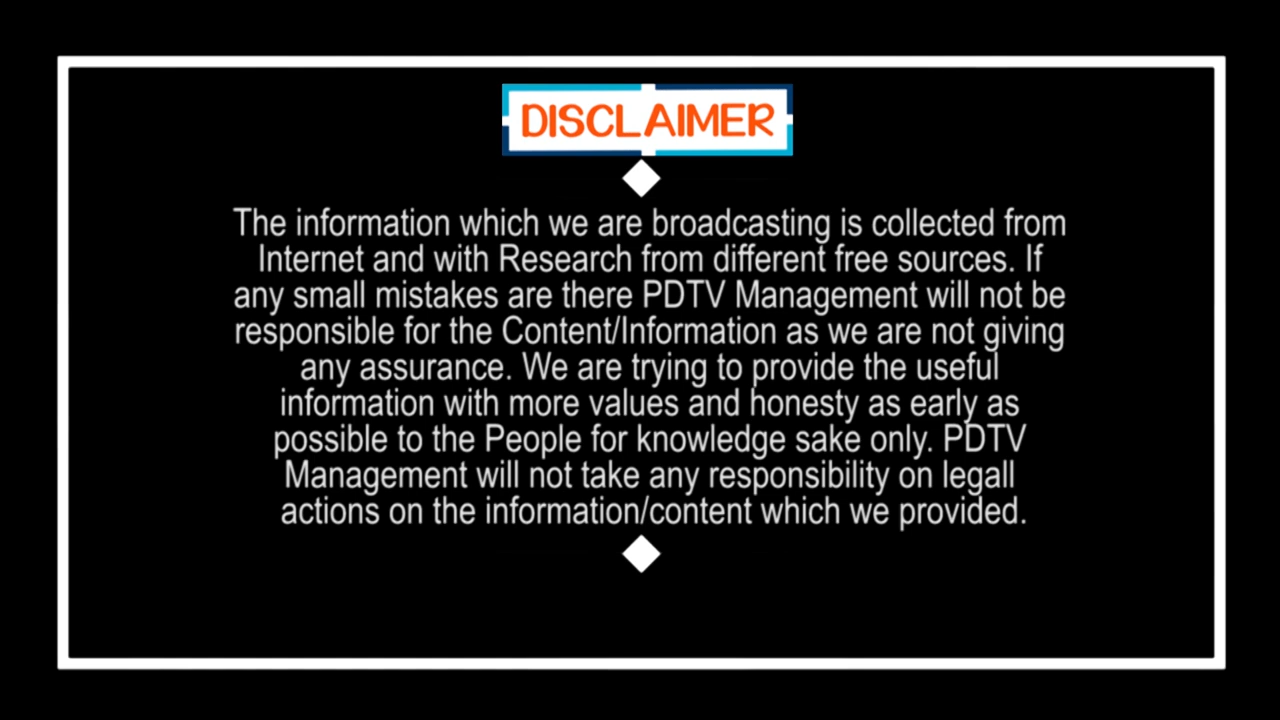 DISCLAIMER
The information which we are broadcasting is collected from
Internet and with Research from different free sources. If
any small mistakes are there PDTV Management will not be
responsible for the Content/Information as we are not giving
any assurance. We are trying to provide the useful
information with more values and honesty as early as
possible to the People for knowledge sake only. PDTV
Management will not take any responsibility on legall
actions on the information/content which we provided.